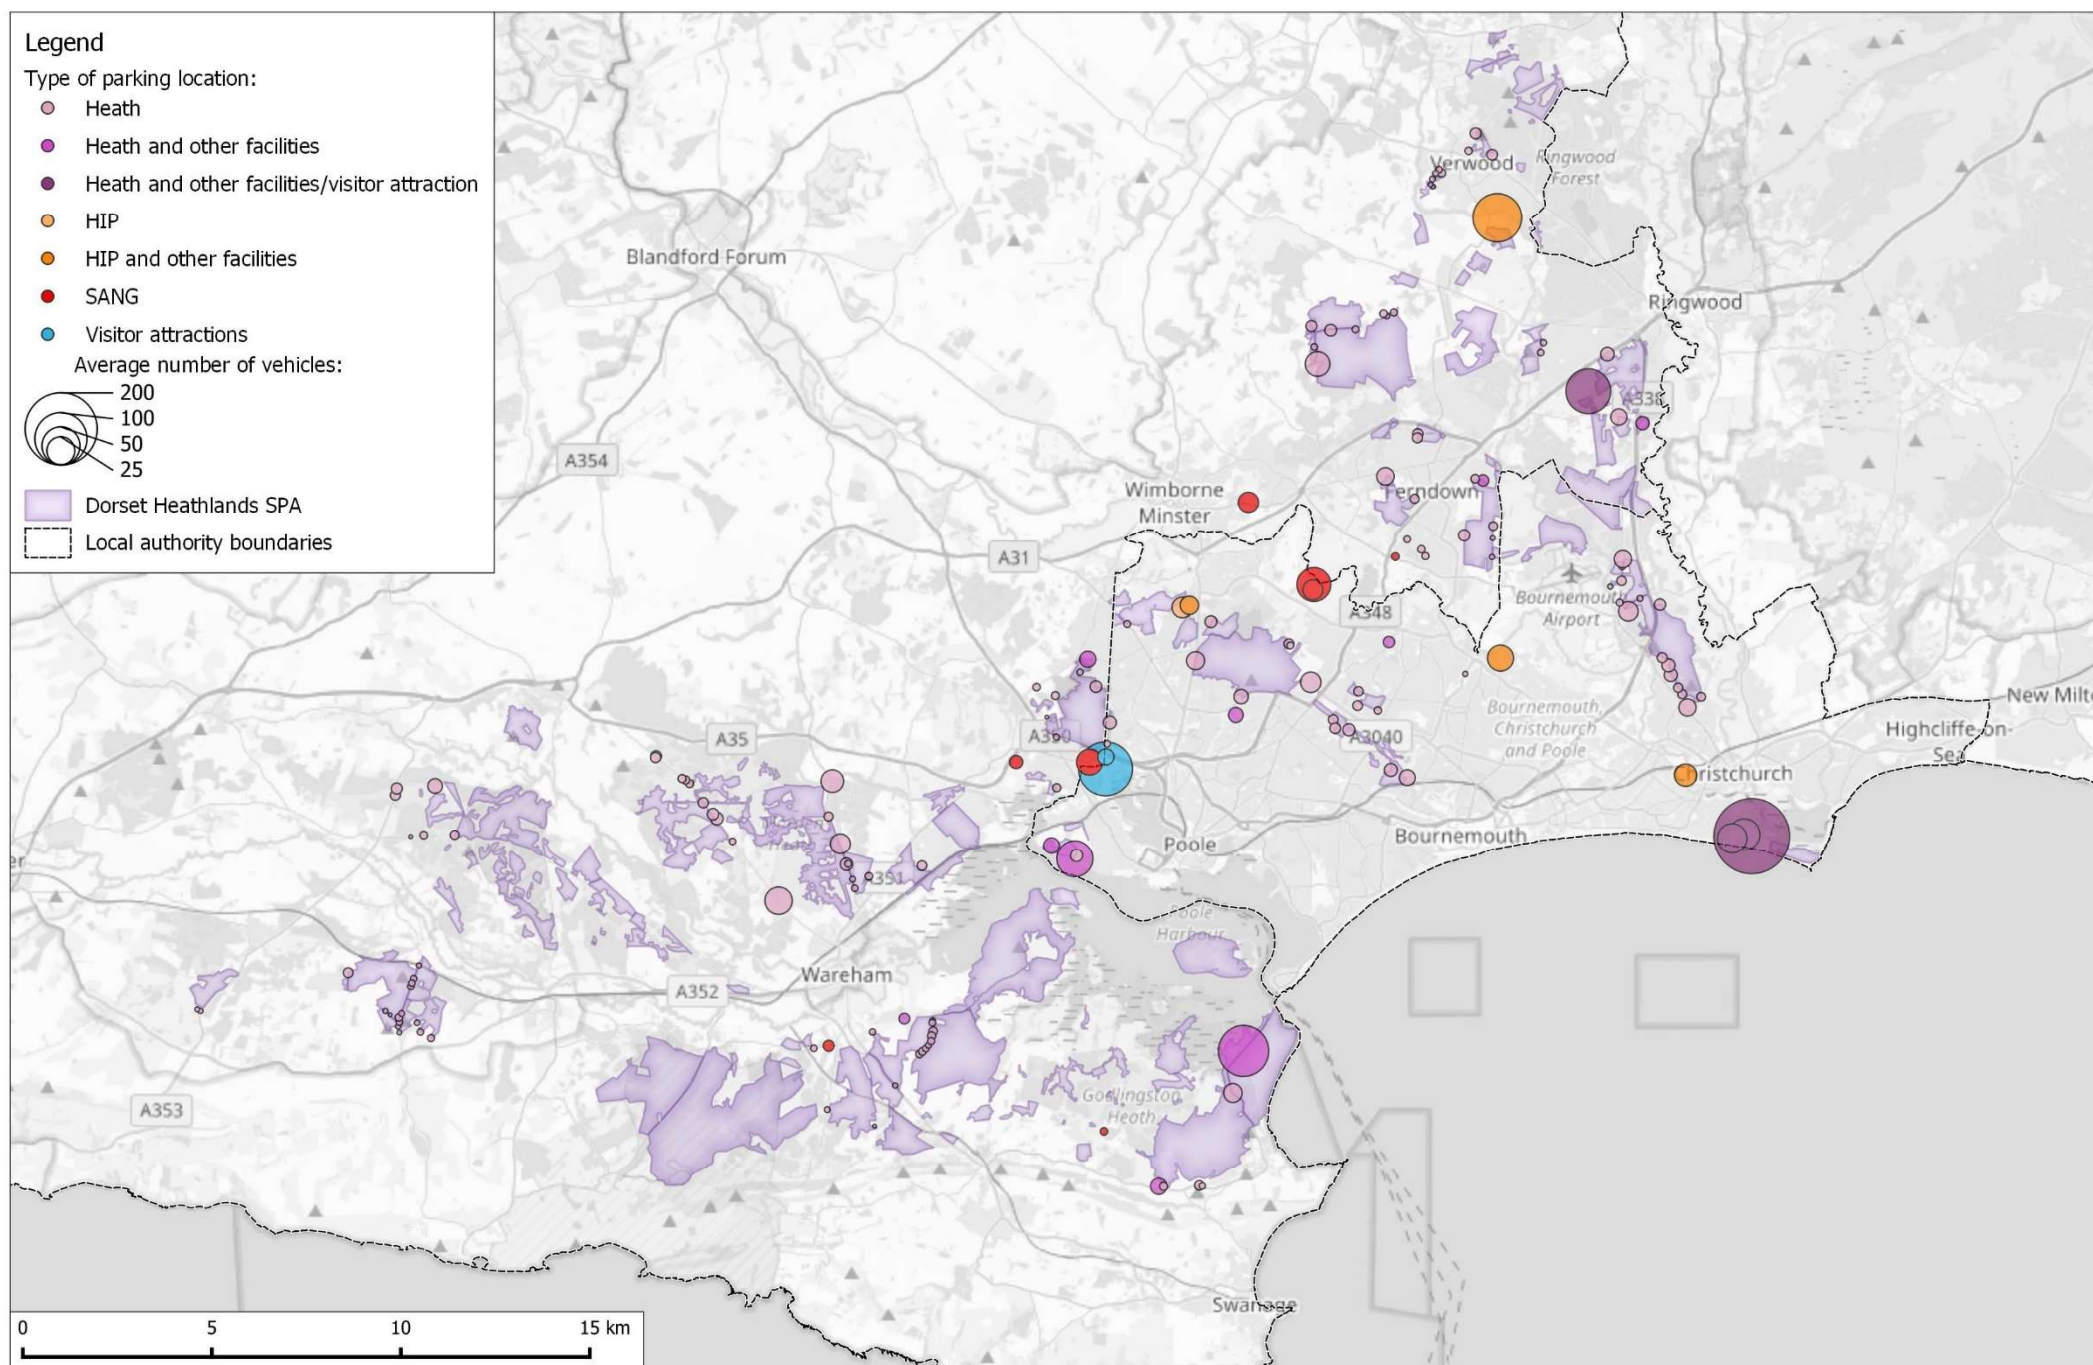 Legend
Type of parking location:
Heath
Heath and other facilities
Heath and other facilities/visitor attraction
HIP
HIP and other facilities
SANG
Visitor attractions
Average number of vehicles:
200
100
50
25
Dorset Heathlands SPA
Local authority boundaries
Verwood
Ringwood
Forest
Blandford Forum
Ringwood
A338
A354
Wimborne
Minster
Ferndown
A31
Bournemouth
Airport
A348
New Milt
Bournemouth,
Christchurch
and Poole
Highcliffe-on-
Sea
A35
A350
A3040
Christchurch
Poole
Bournemouth
er
A351
Poole
Harbour
Wareham
A352
Godlingston
Heath
A353
Swanage
0 5 10 15 km